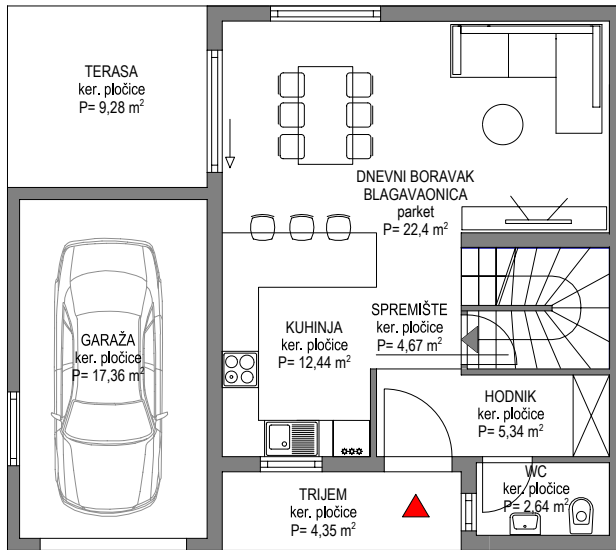 TERASA
ker. pločice
P= 9,28 m²
DNEVNI BORAVAK
BLAGAVAONICA
parket
P= 22,4 m²
GARAŽA
ker. pločice
P= 17,36 m²
KUHINJA
ker. pločice
P= 12,44 m²
SPREMIŠTE
ker. pločice
P= 4,67 m²
HODNIK
ker. pločice
P= 5,34 m²
TRIJEM
ker. pločice
P= 4,35 m²
WC
ker. pločice
P= 2,64 m²